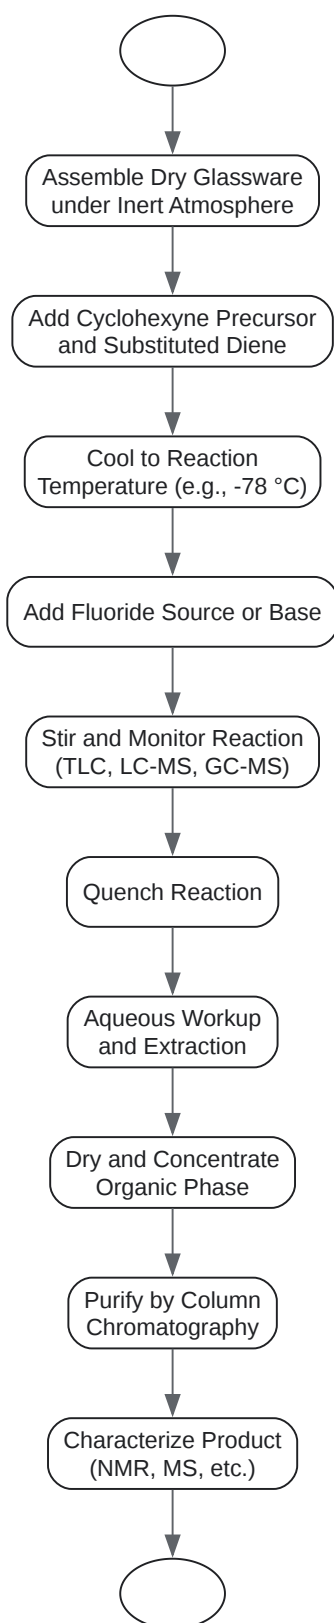 Assemble Dry Glassware
under Inert Atmosphere
Add Cyclohexyne Precursor
and Substituted Diene
Cool to Reaction
Temperature (e.g., -78 °C)
Add Fluoride Source or Base
Stir and Monitor Reaction
(TLC, LC-MS, GC-MS)
Quench Reaction
Aqueous Workup
and Extraction
Dry and Concentrate
Organic Phase
Purify by Column
Chromatography
Characterize Product
(NMR, MS, etc.)